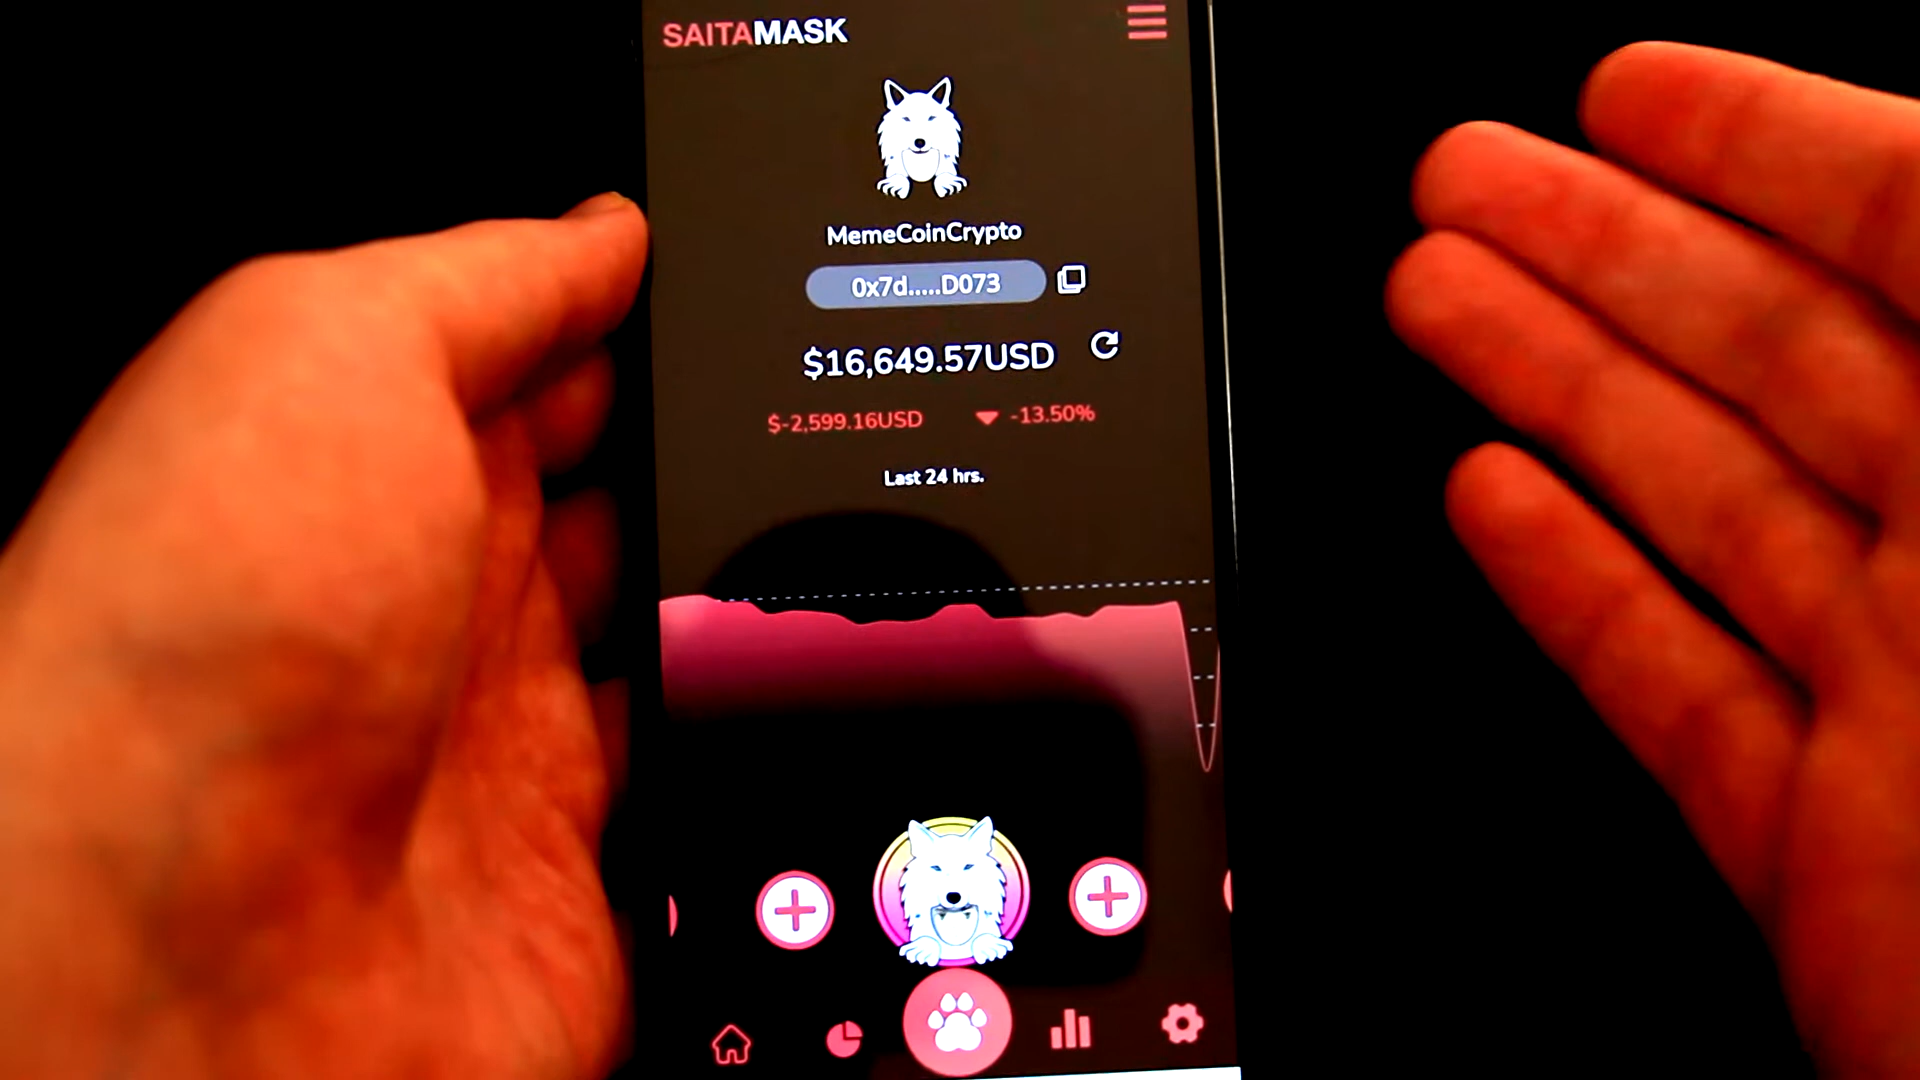 SAITAMASK
MemeCoinCrypto
0x7d.....D073
$16,649.57USD
$-2,599.16USD -13.50%
Last 24 hrs.